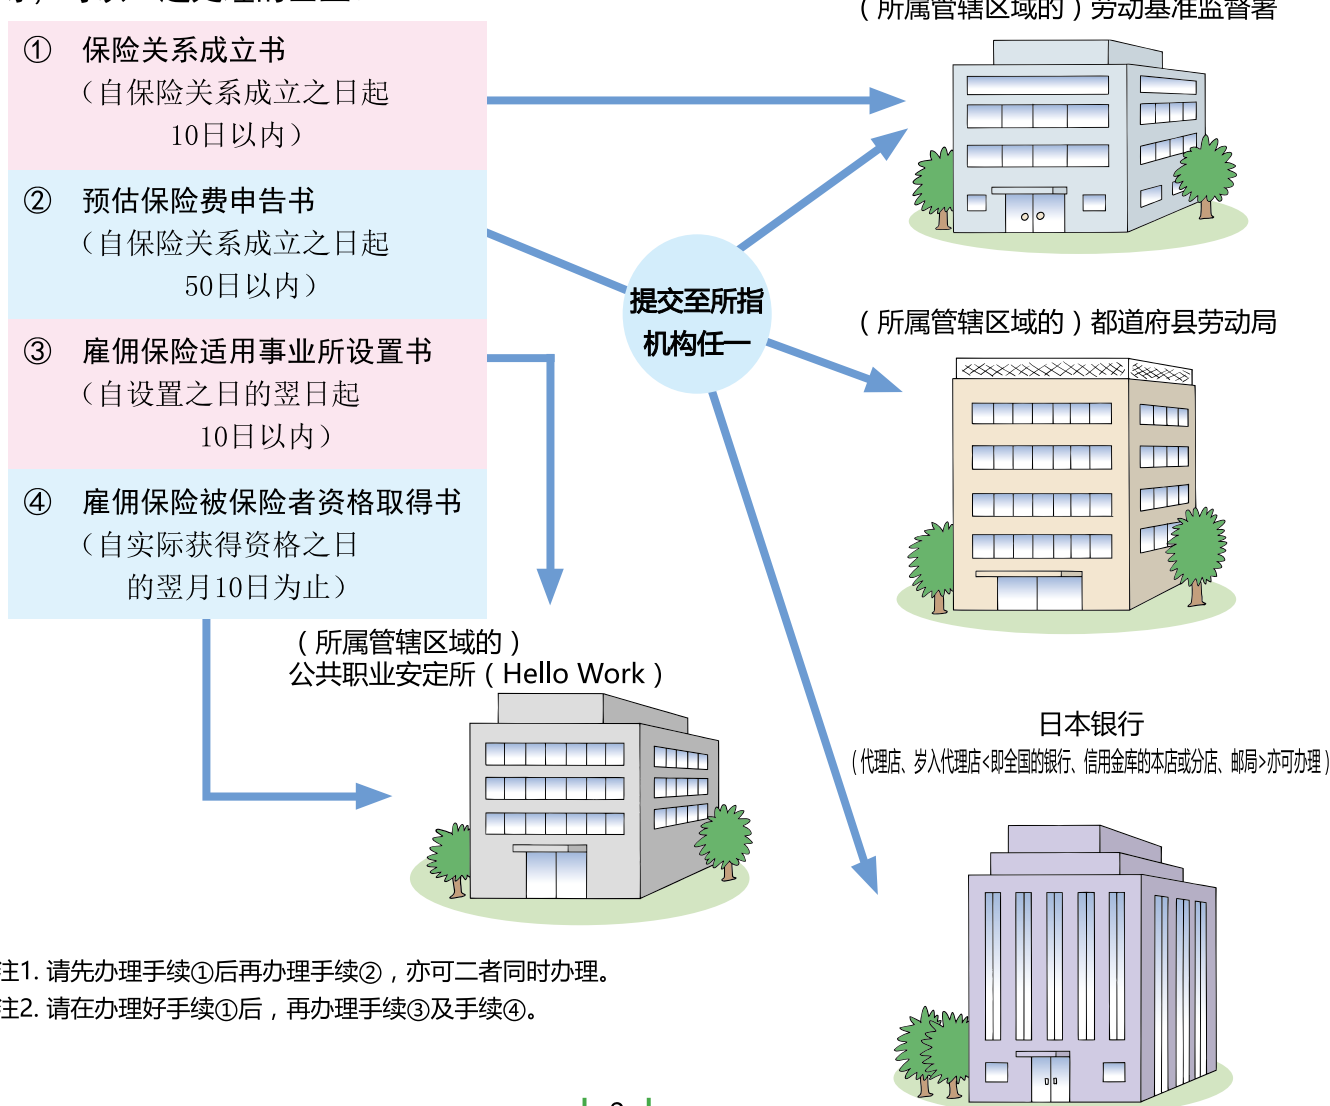 （所属管辖区域的）劳动基准监督署
① 保险关系成立书
（自保险关系成立之日起
10日以内）
② 预估保险费申告书
（自保险关系成立之日起
50日以内）
③ 雇佣保险适用事业所设置书
（自设置之日的翌日起
10日以内）
④ 雇佣保险被保险者资格取得书
（自实际获得资格之日
的翌月10日为止）
提交至所指
机构任一
（所属管辖区域的）都道府县劳动局
（所属管辖区域的）
公共职业安定所（Hello Work）
日本银行
（代理店、岁入代理店<即全国的银行、信用金库的本店或分店、邮局>亦可办理）
注1. 请先办理手续①后再办理手续②，亦可二者同时办理。
注2. 请在办理好手续①后，再办理手续③及手续④。